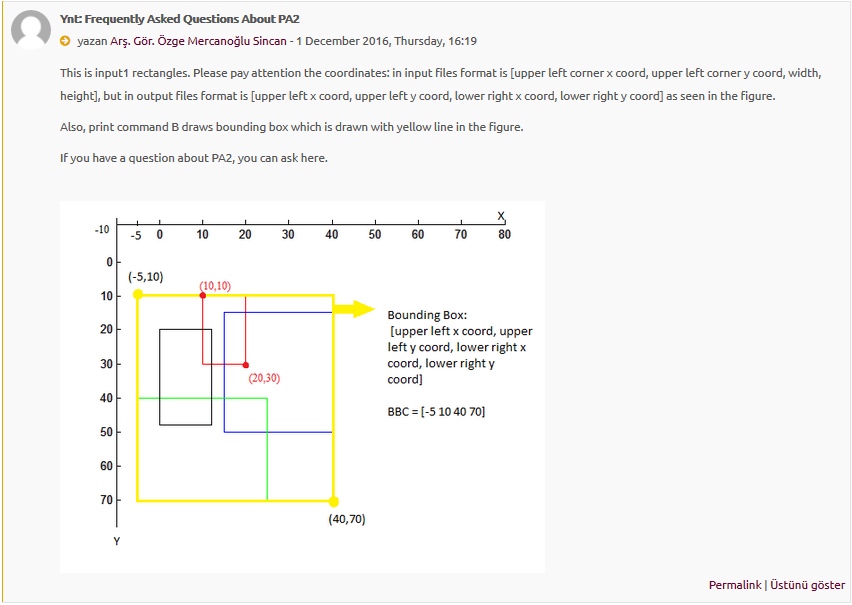 Ynt: Frequently Asked Questions About PA2
yazan Arş. Gör. Özge Mercanoğlu Sincan - 1 December 2016, Thursday, 16:19
This is input1 rectangles. Please pay attention the coordinates: in input files format is [upper left corner x coord, upper left corner y coord, width,
height], but in output files format is [upper left x coord, upper left y coord, lower right x coord, lower right y coord] as seen in the figure.
Also, print command B draws bounding box which is drawn with yellow line in the figure.
If you have a question about PA2, you can ask here.
X
-10
-5 0 10 20 30 40 50 60 70 80
0
(-5,10)
(10,10)
10
Bounding Box:
[upper left x coord, upper
left y coord, lower right x
coord, lower right y
coord]
20
30
(20,30)
40
BBC = [-5 10 40 70]
50
60
70
(40,70)
Y
Permalink | Üstünü göster